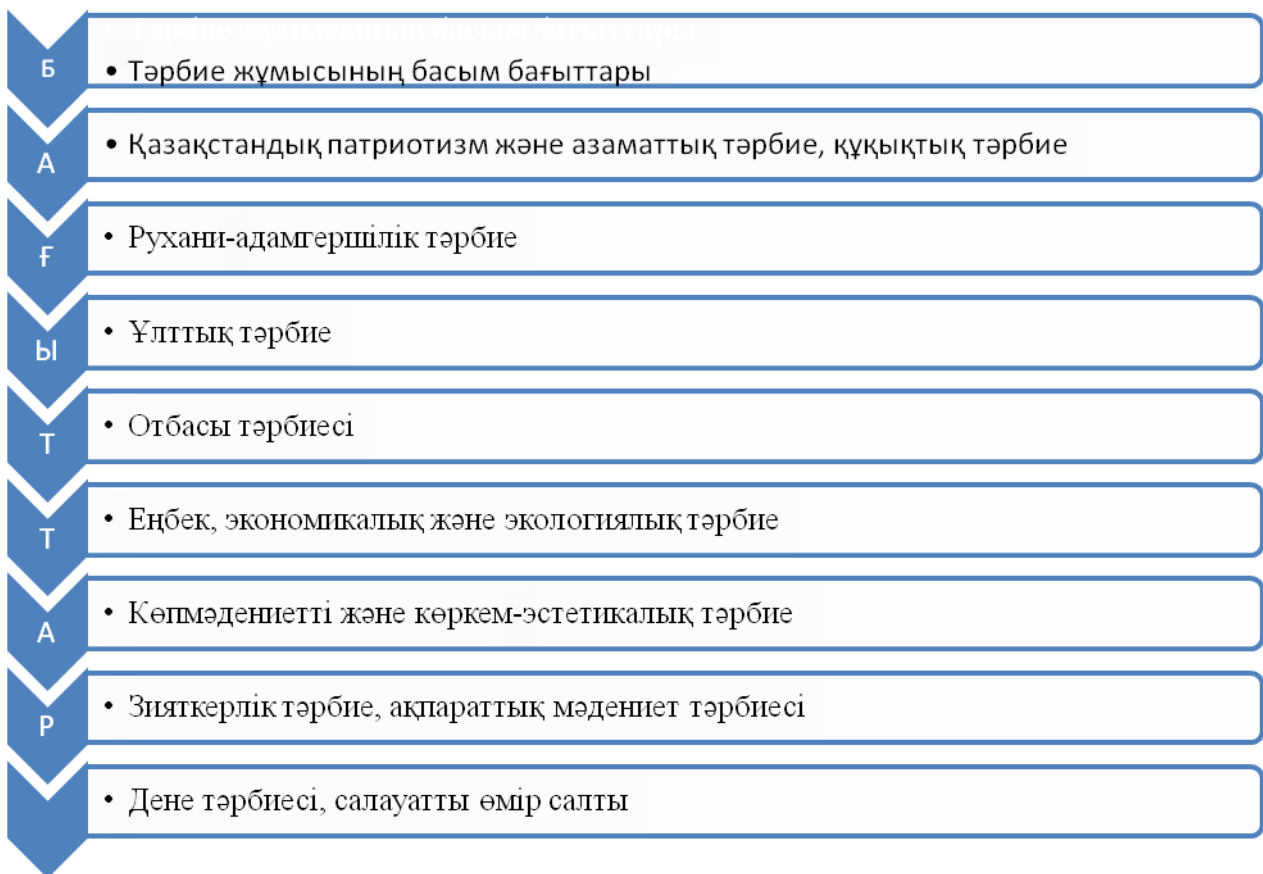 Б
• Тәрбие жұмысының басым бағыттары
А
• Қазақстандық патриотизм және азаматтық тәрбие, құқықтық тәрбие
Ғ
• Рухани-адамгершілік тәрбие
Ы
• Ұлттық тәрбие
Т
• Отбасы тәрбиесі
Т
• Еңбек, экономикалық және экологиялық тәрбие
А
• Көпмәдениетті және көркем-эстетикалық тәрбие
Р
• Зияткерлік тәрбие, ақпараттық мәдениет тәрбиесі
• Дене тәрбиесі, салауатты өмір салты